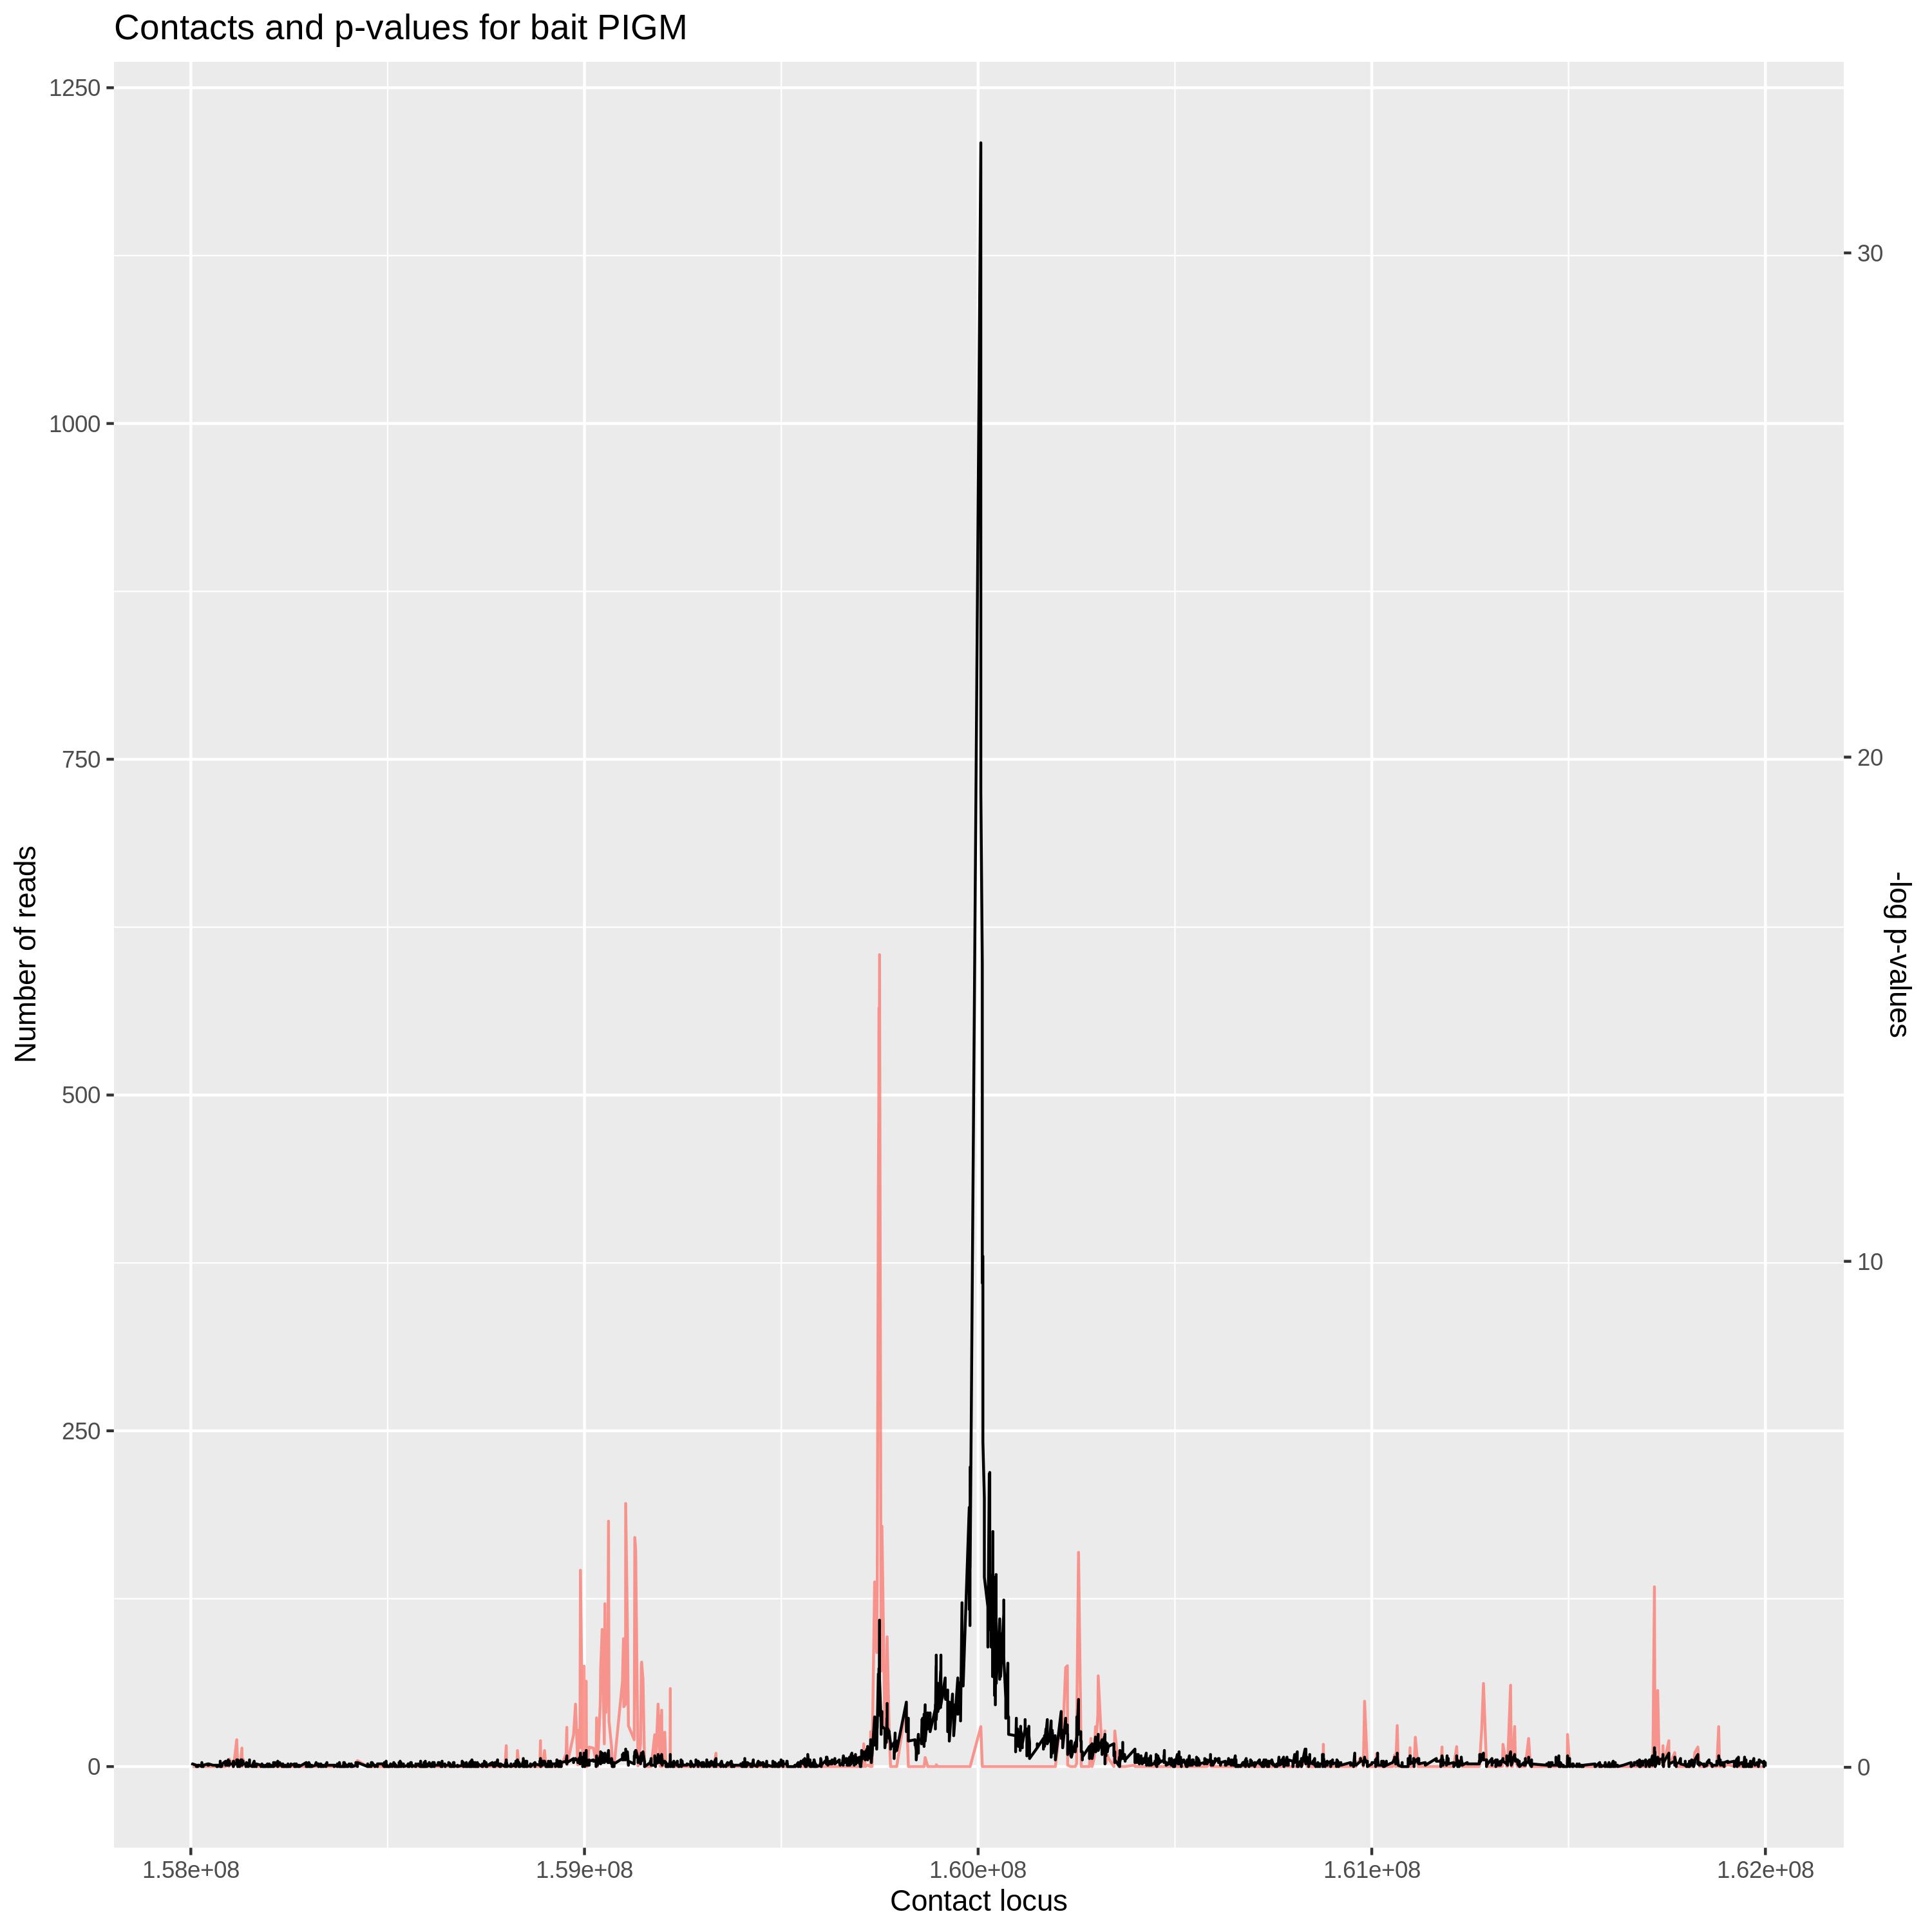 Contacts and p-values for bait PIGM
1250
1000
750
500
250
0
Number of reads
30
20
10
0
-log p-values
1.58e+08
1.59e+08
1.60e+08
1.61e+08
1.62e+08
Contact locus